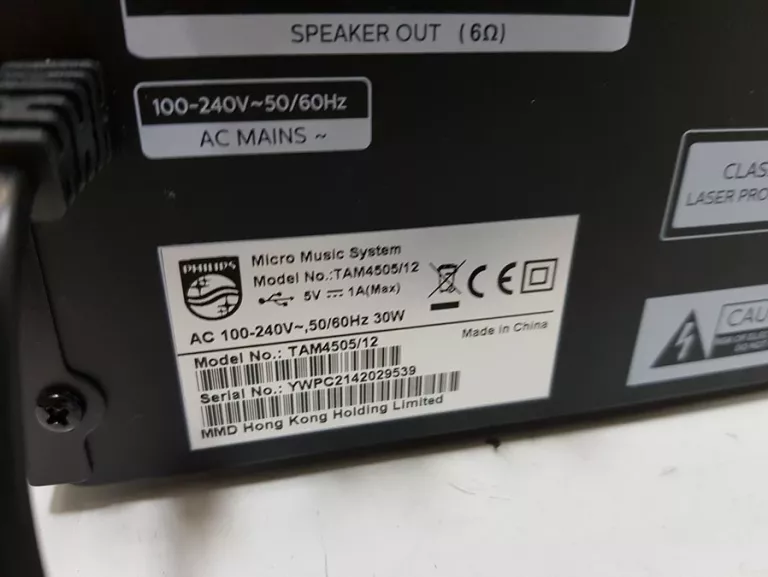 SPEAKER OUT (6Ω)
100-240V~50/60Hz
AC MAINS ~
PHILIPS
Micro Music System
Model No.:TAM4505/12
5V ⎓ 1A(Max)
AC 100-240V~,50/60Hz 30W
Made in China
Model No.: TAM4505/12
Serial No.: YWPC2142029539
MMD Hong Kong Holding Limited
CLAS
LASER PRO
CAU